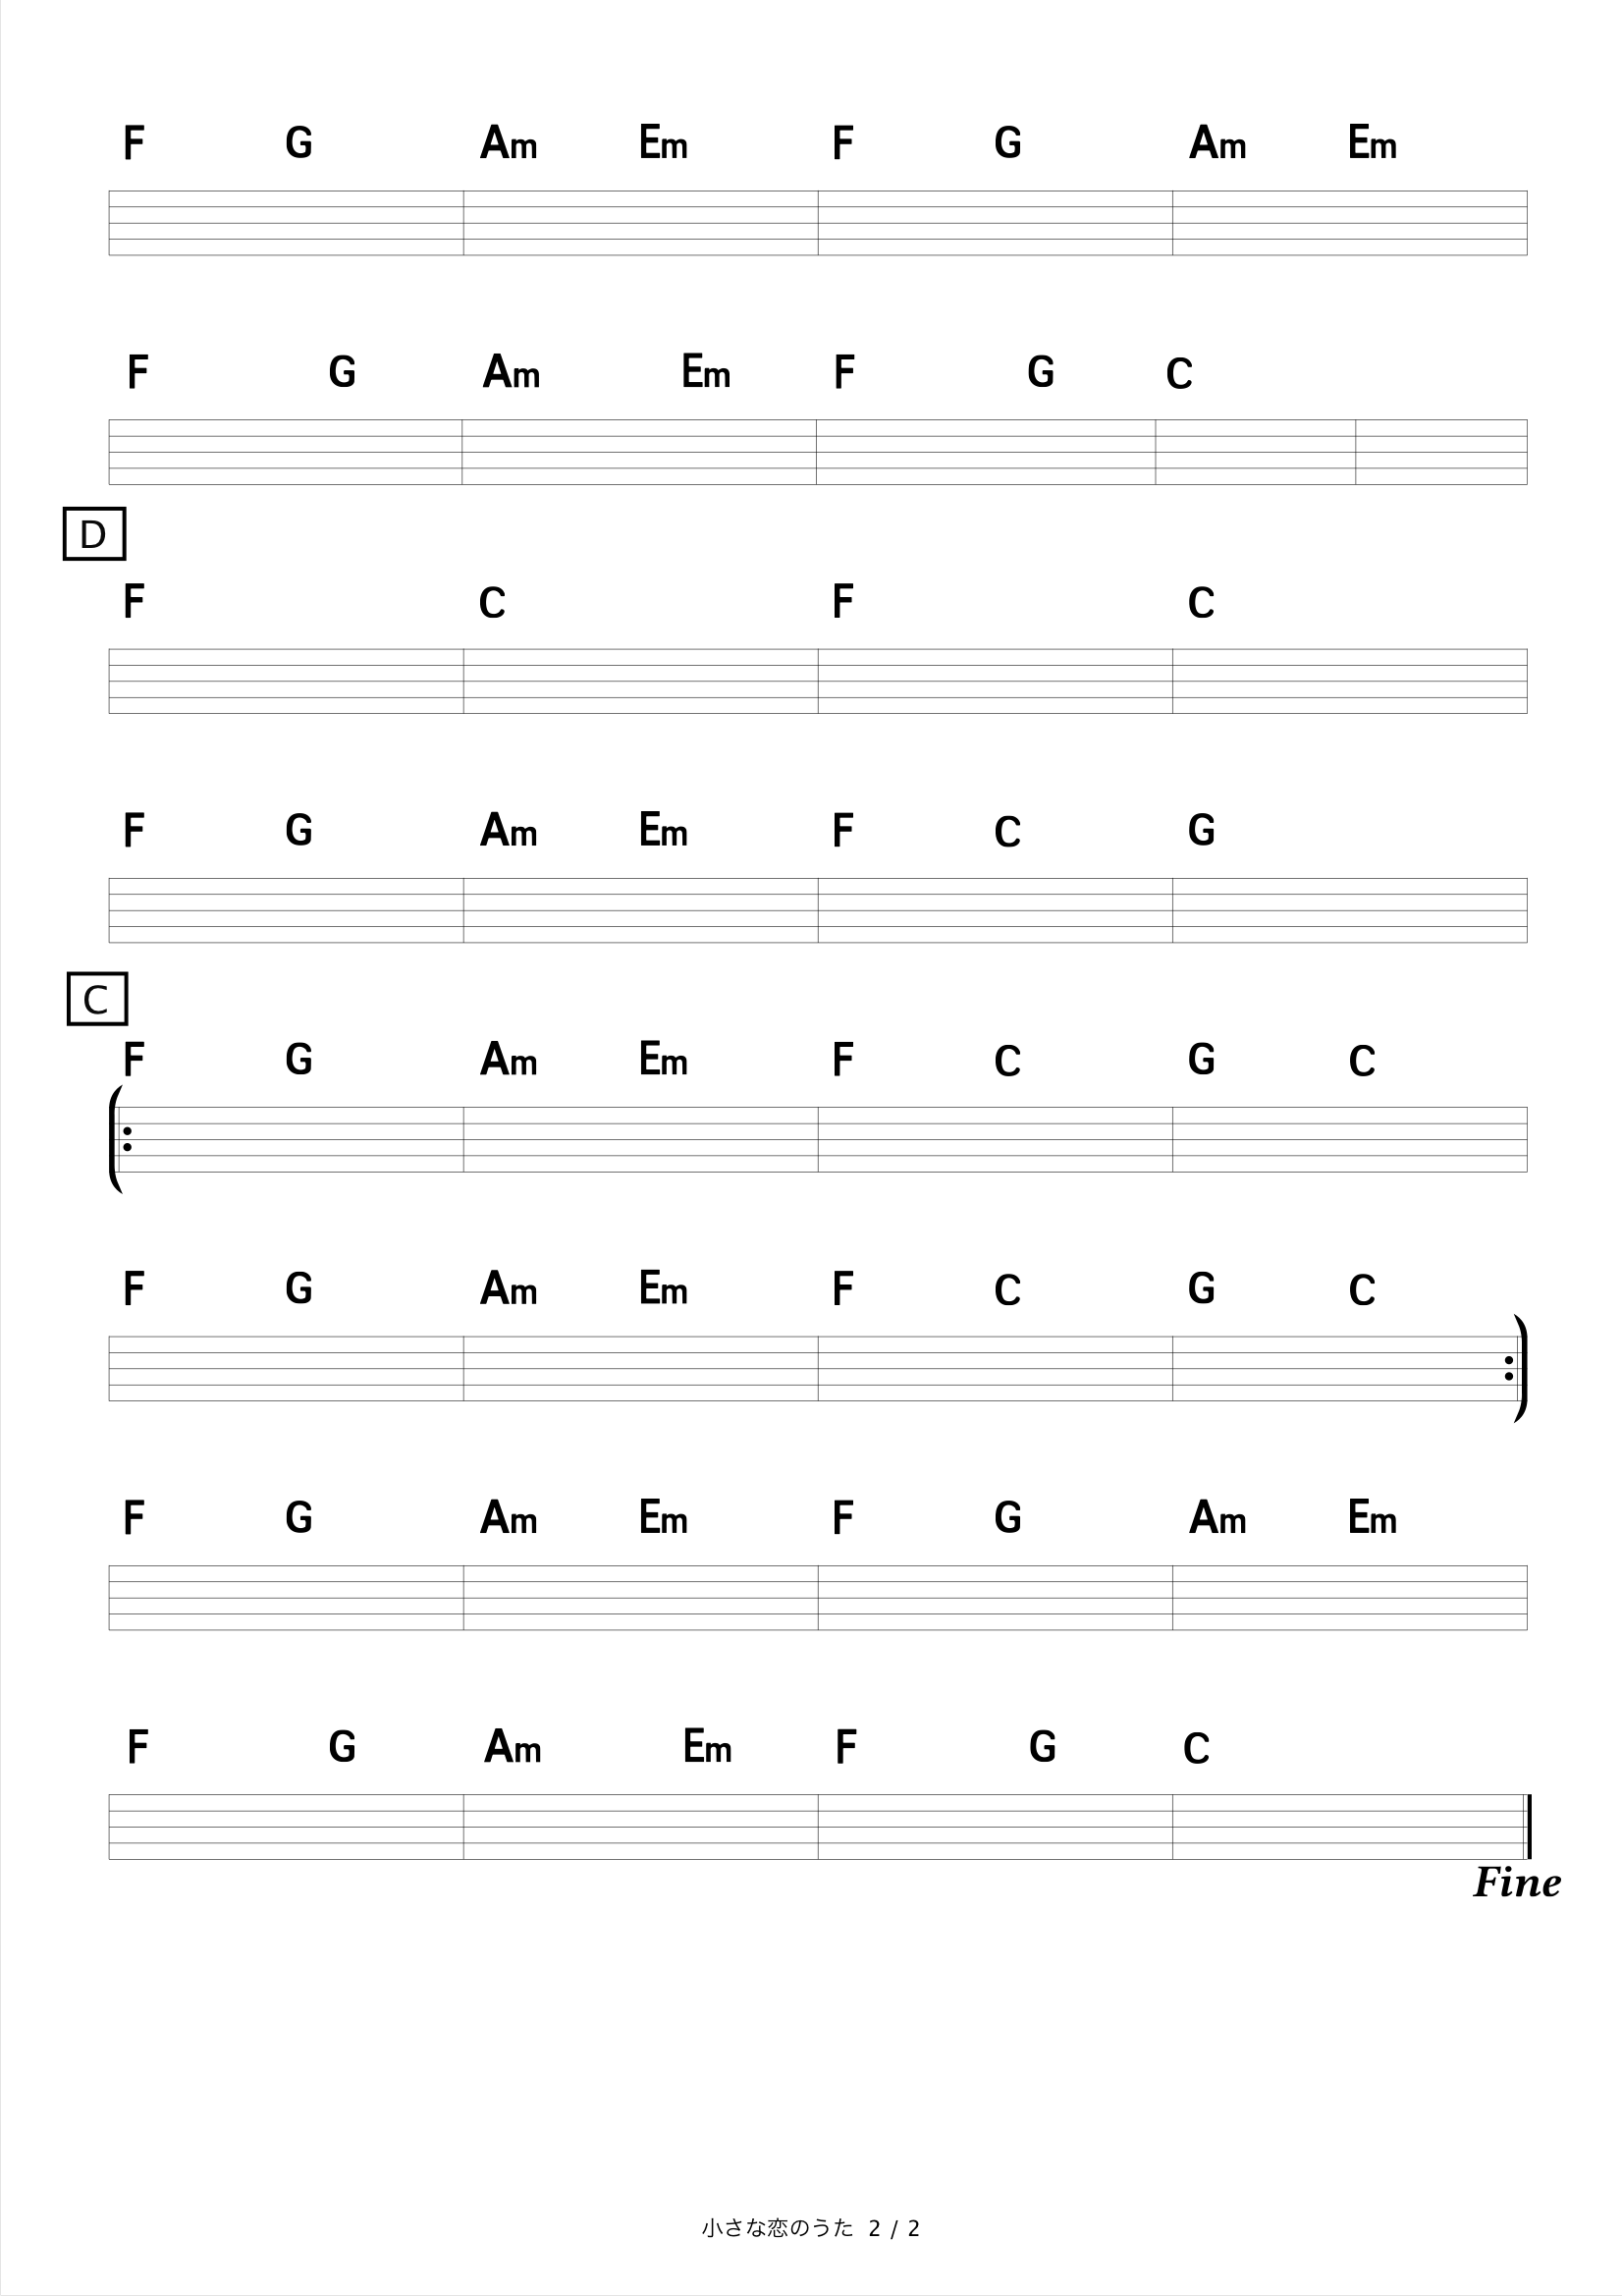 F G Am Em F G Am Em
F G Am Em F G C
D
F C F C
F G Am Em F C G
C
F G Am Em F C G C
F G Am Em F C G C
F G Am Em F G Am Em
F G Am Em F G C
Fine
小さな恋のうた 2 / 2